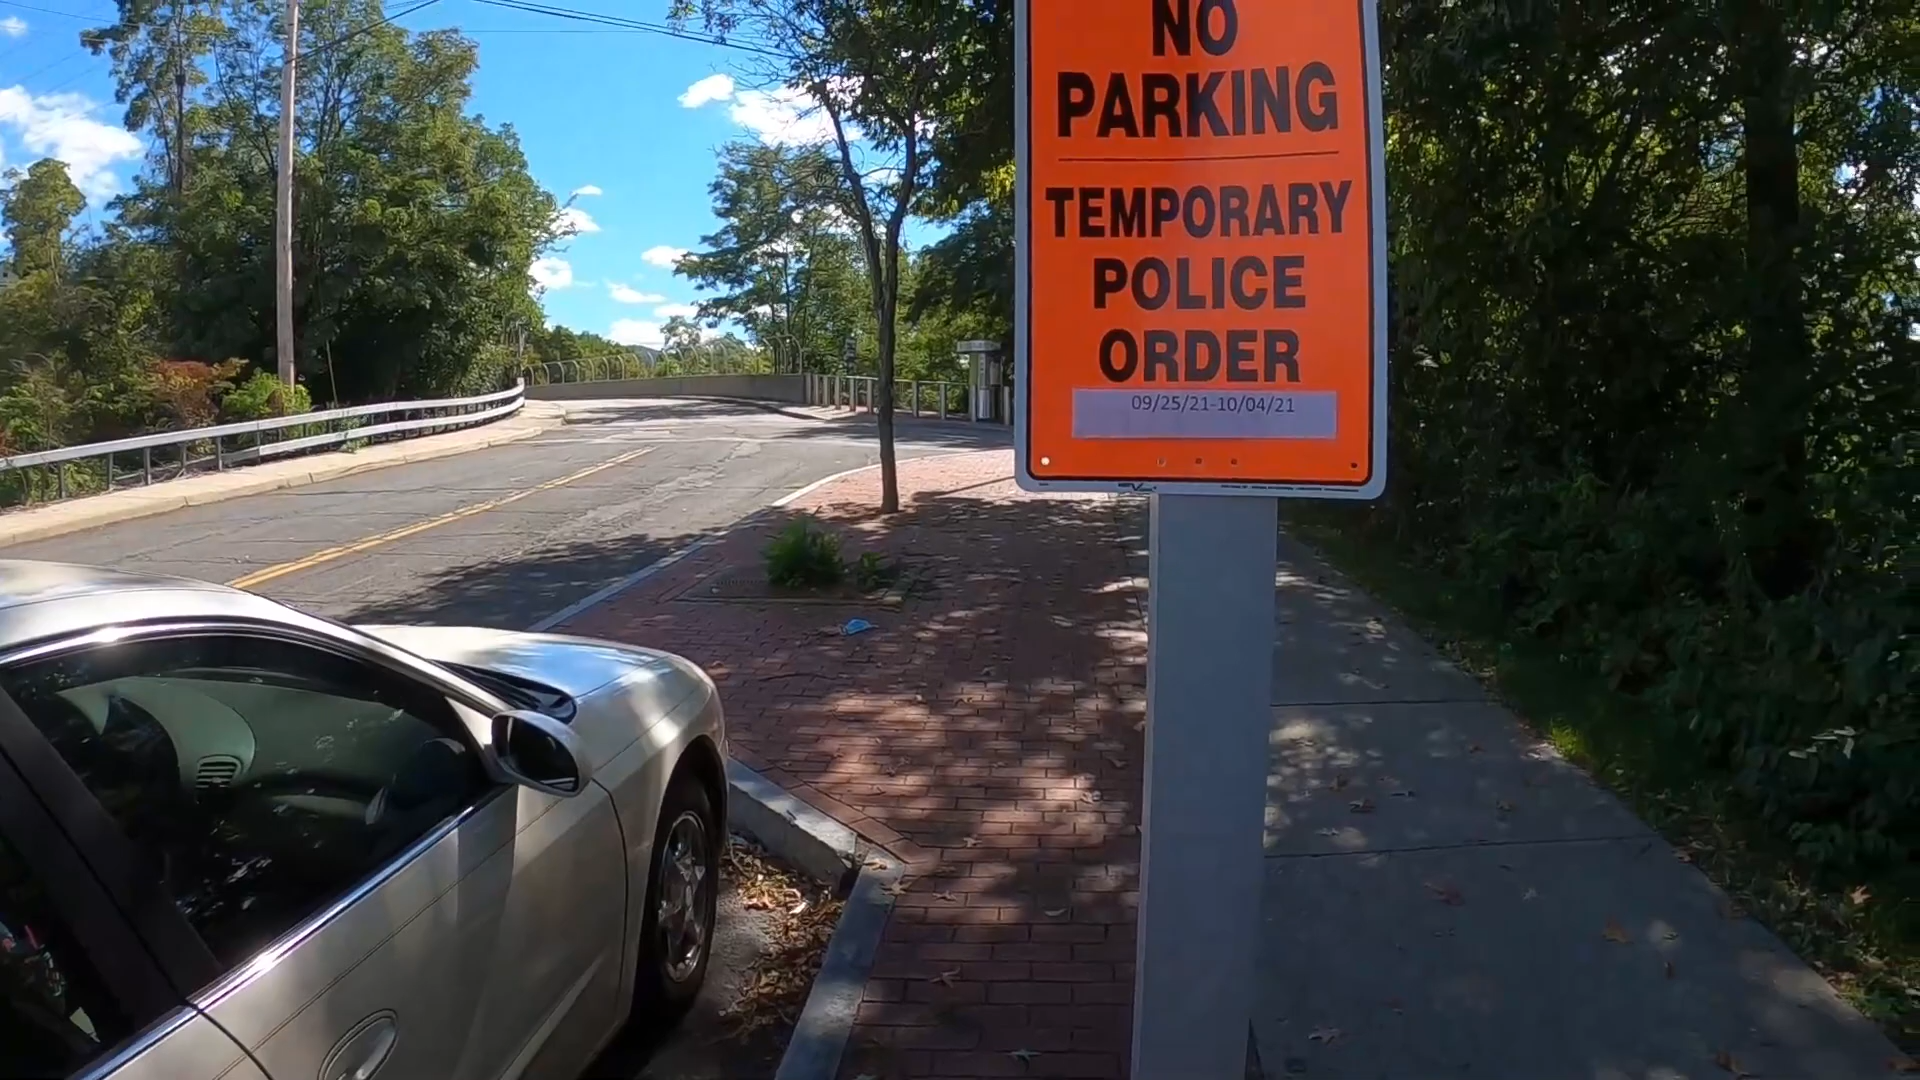 NO
PARKING
TEMPORARY
POLICE
ORDER
09/25/21-10/04/21